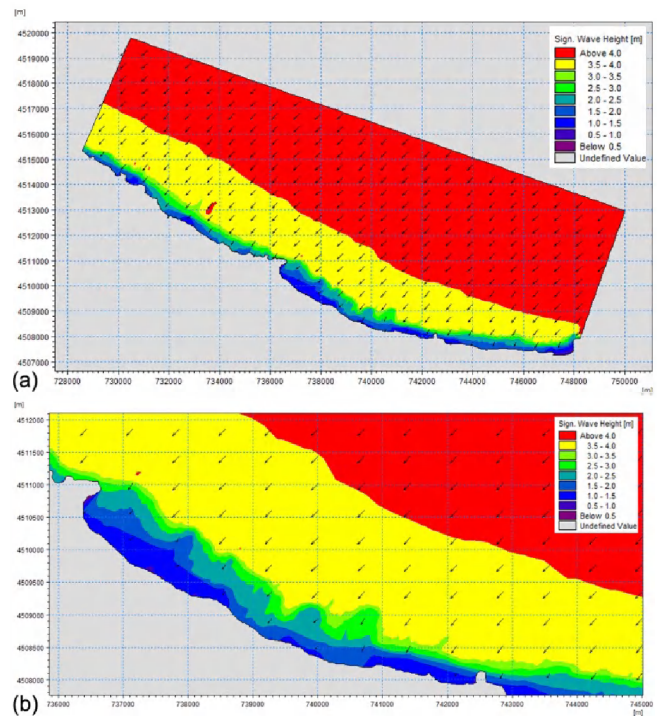 [m]
4520000
4519000
4518000
4517000
4516000
4515000
4514000
4513000
4512000
4511000
4510000
4509000
4508000
4507000
Sign. Wave Height [m]
Above 4.0
3.5 - 4.0
3.0 - 3.5
2.5 - 3.0
2.0 - 2.5
1.5 - 2.0
1.0 - 1.5
0.5 - 1.0
Below 0.5
Undefined Value
(a)
728000 730000 732000 734000 736000 738000 740000 742000 744000 746000 748000 750000
[m]
[m]
4512000
4511500
4511000
4510500
4510000
4509500
4509000
4508500
4508000
Sign. Wave Height [m]
Above 4.0
3.5 - 4.0
3.0 - 3.5
2.5 - 3.0
2.0 - 2.5
1.5 - 2.0
1.0 - 1.5
0.5 - 1.0
Below 0.5
Undefined Value
(b)
736000 737000 738000 739000 740000 741000 742000 743000 744000 745000
[m]